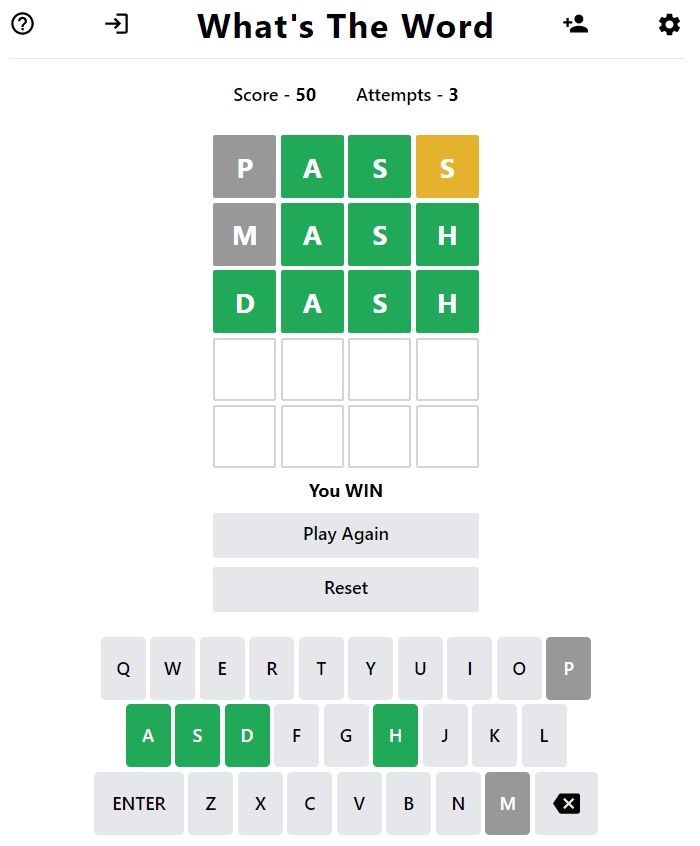 What's The Word
Score - 50 Attempts - 3
P A S S
M A S H
D A S H
You WIN
Play Again
Reset
Q W E R T Y U I O P
A S D F G H J K L
ENTER Z X C V B N M